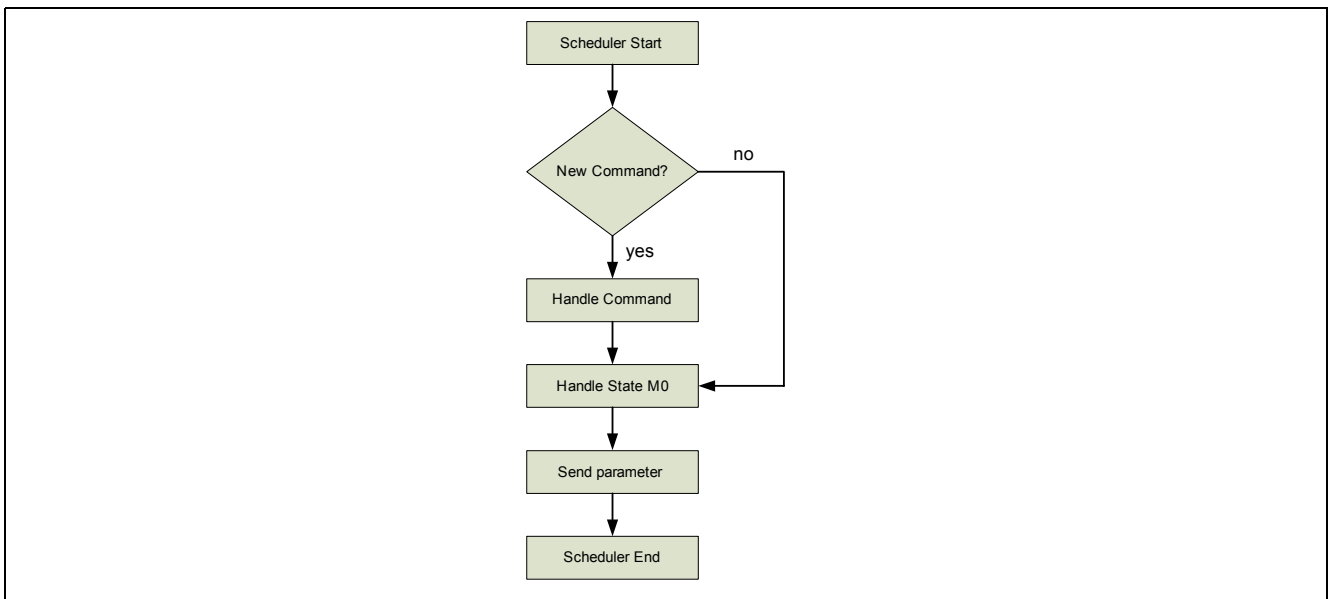 Scheduler Start
New Command?
no
yes
Handle Command
Handle State M0
Send parameter
Scheduler End